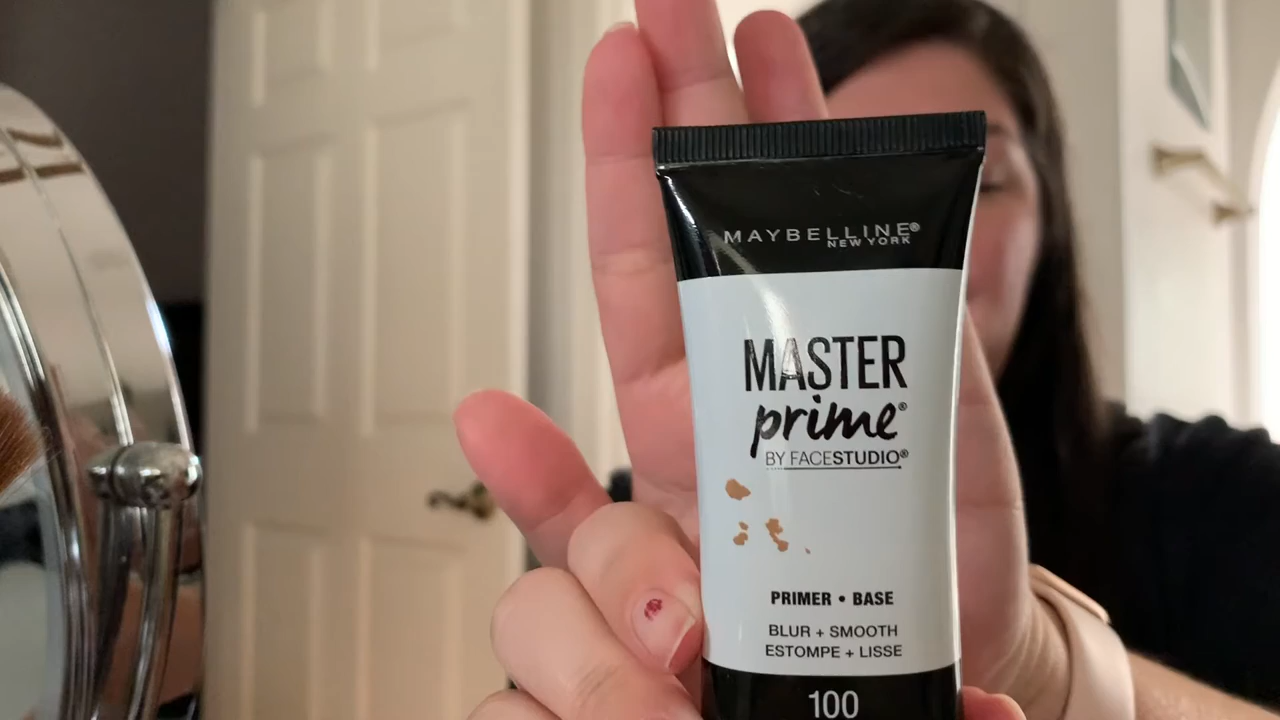 MAYBELLINE®
NEW YORK
MASTER
prime®
BY FACESTUDIO®
PRIMER • BASE
BLUR + SMOOTH
ESTOMPE + LISSE
100